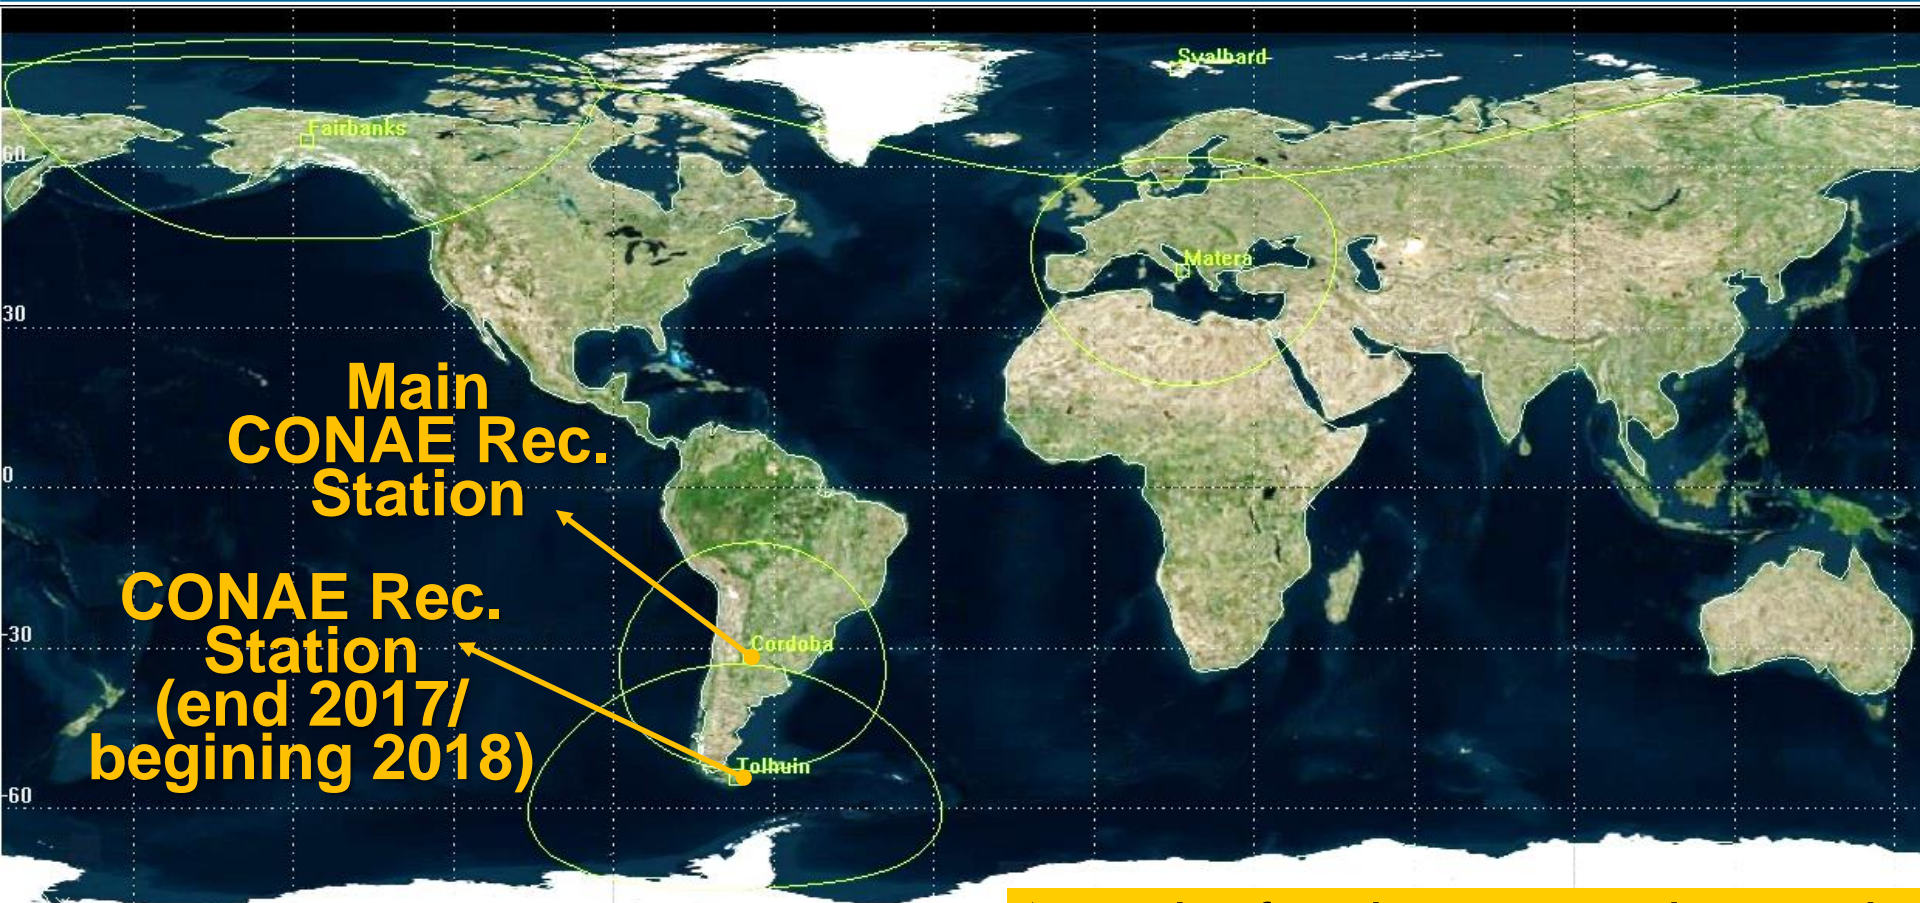 Svalbard
Fairbanks
60
Matera
30
Main
CONAE Rec.
Station
0
CONAE Rec.
Station
(end 2017/
begining 2018)
-30
Cordoba
Tolhuin
-60